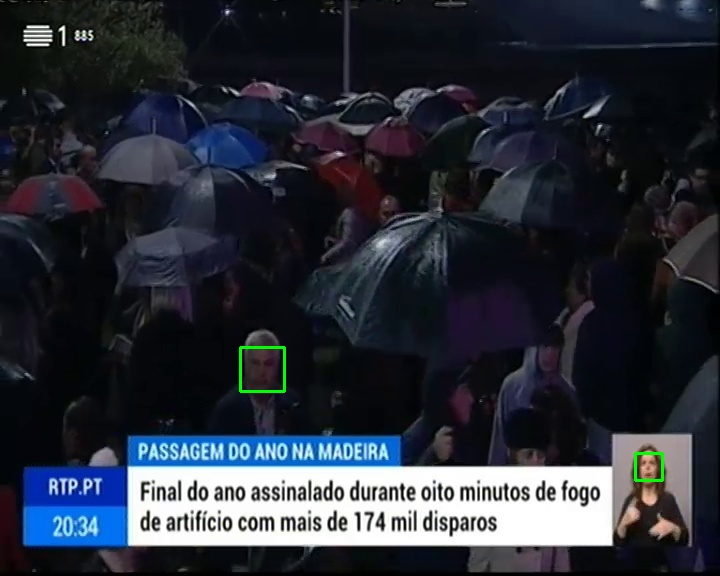 1 885
PASSAGEM DO ANO NA MADEIRA
RTP.PT
Final do ano assinalado durante oito minutos de fogo
20:34
de artifício com mais de 174 mil disparos